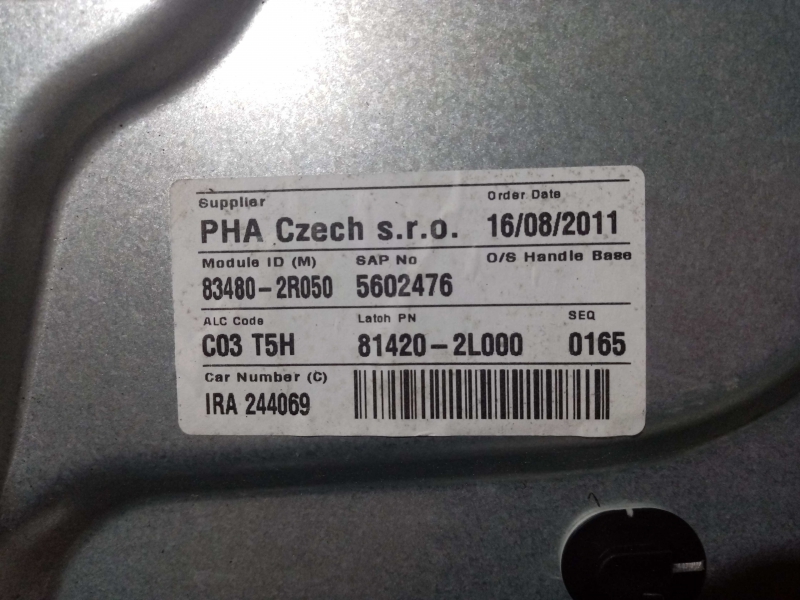 Supplier Order Date
PHA Czech s.r.o. 16/08/2011
Module ID (M) SAP No O/S Handle Base
83480-2R050 5602476
ALC Code Latch PN SEQ
C03 T5H 81420-2L000 0165
Car Number (C)
IRA 244069